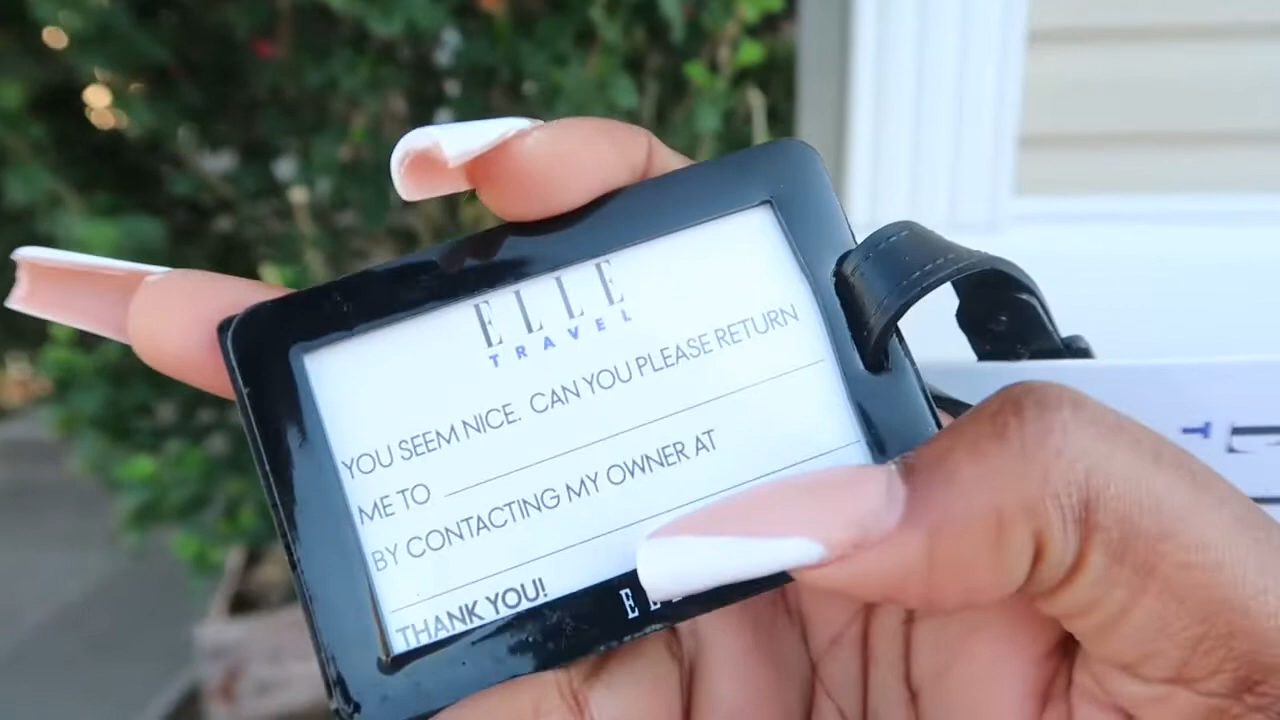 ELLE
TRAVEL
YOU SEEM NICE. CAN YOU PLEASE RETURN
ME TO
BY CONTACTING MY OWNER AT
THANK YOU!